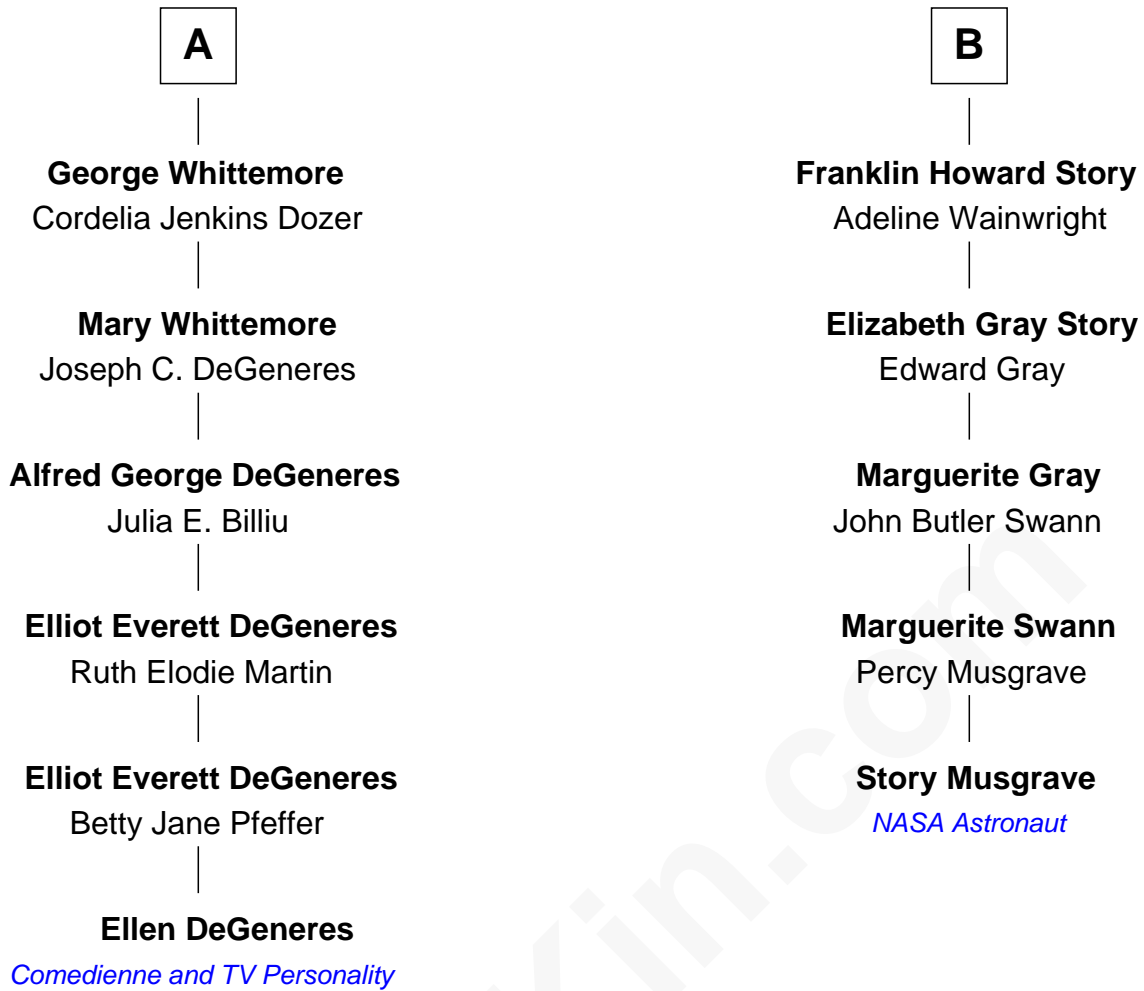 A
George Whittemore
Cordelia Jenkins Dozer
Mary Whittemore
Joseph C. DeGeneres
Alfred George DeGeneres
Julia E. Billiu
Elliot Everett DeGeneres
Ruth Elodie Martin
Elliot Everett DeGeneres
Betty Jane Pfeffer
Ellen DeGeneres
Comedienne and TV Personality
B
Franklin Howard Story
Adeline Wainwright
Elizabeth Gray Story
Edward Gray
Marguerite Gray
John Butler Swann
Marguerite Swann
Percy Musgrave
Story Musgrave
NASA Astronaut
Kin.com